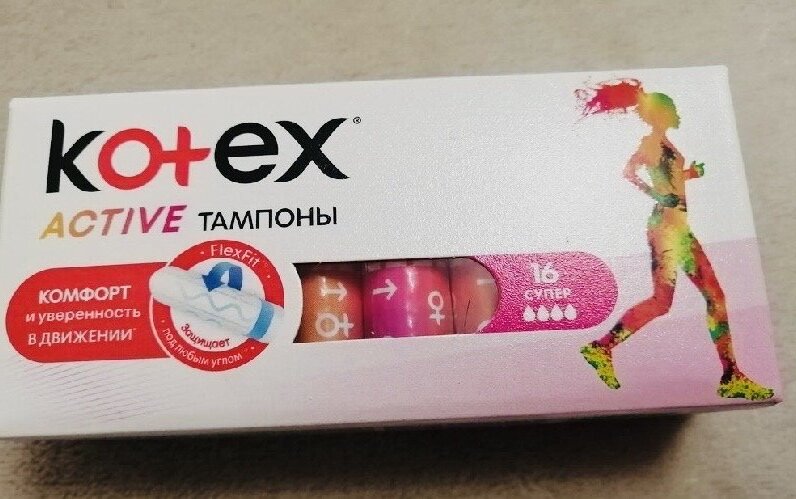 kotex®
ACTIVE ТАМПОНЫ
КОМФОРТ
и уверенность
В ДВИЖЕНИИ
FlexFit
Защищает
под любым углом
16
СУПЕР